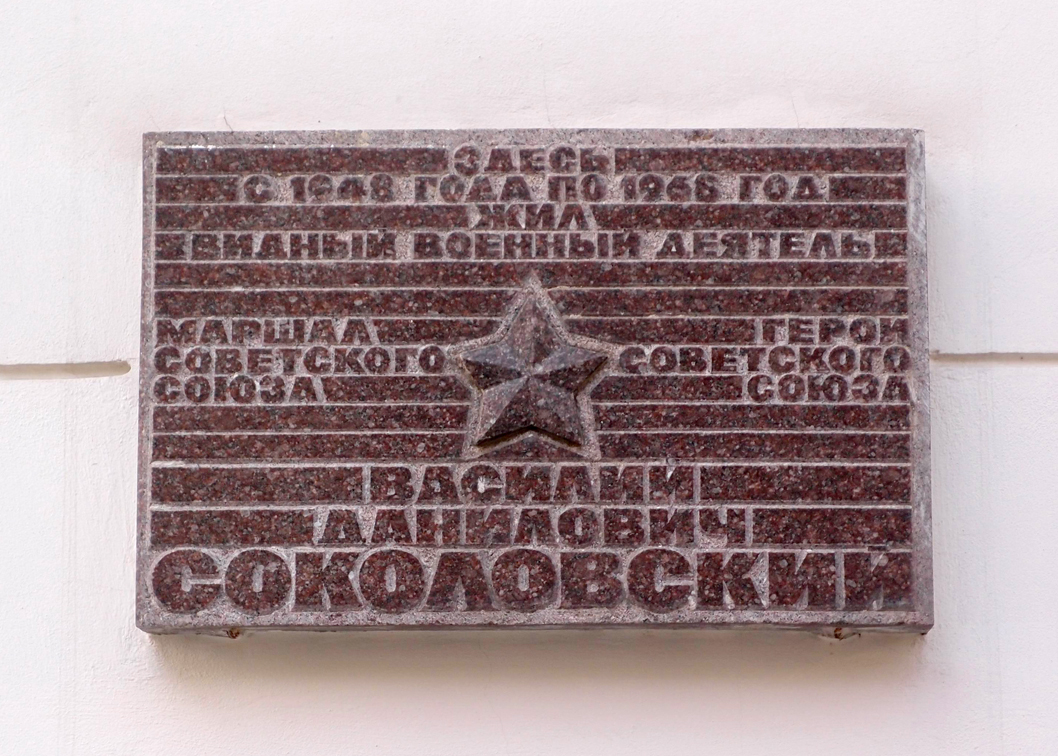 ЗДЕСЬ
С 1948 ГОДА ПО 1968 ГОД
ЖИЛ
ВИДНЫЙ ВОЕННЫЙ ДЕЯТЕЛЬ
МАРШАЛ
СОВЕТСКОГО
СОЮЗА
ГЕРОЙ
СОВЕТСКОГО
СОЮЗА
ВАСИЛИЙ
ДАНИЛОВИЧ
СОКОЛОВСКИЙ